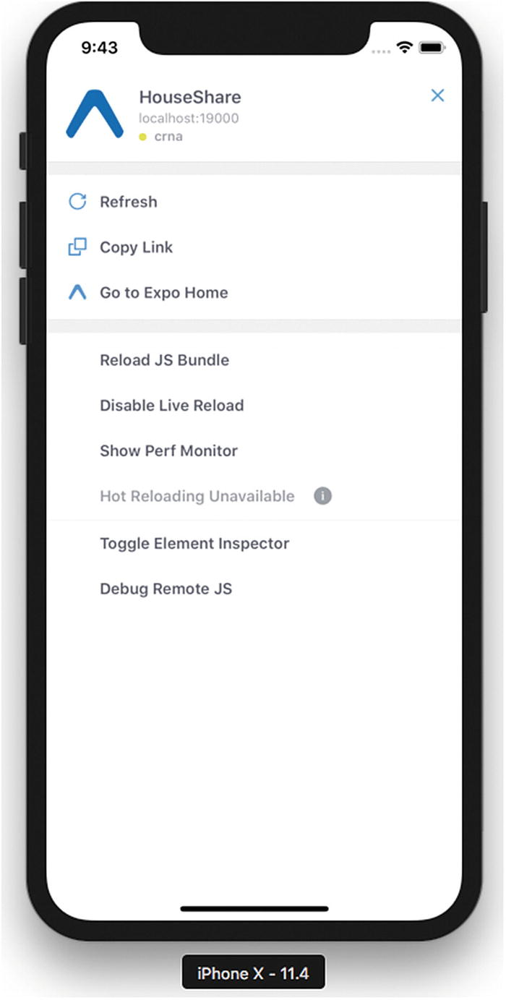 9:43
HouseShare
localhost:19000
crna
Refresh
Copy Link
Go to Expo Home
Reload JS Bundle
Disable Live Reload
Show Perf Monitor
Hot Reloading Unavailable i
Toggle Element Inspector
Debug Remote JS
iPhone X - 11.4